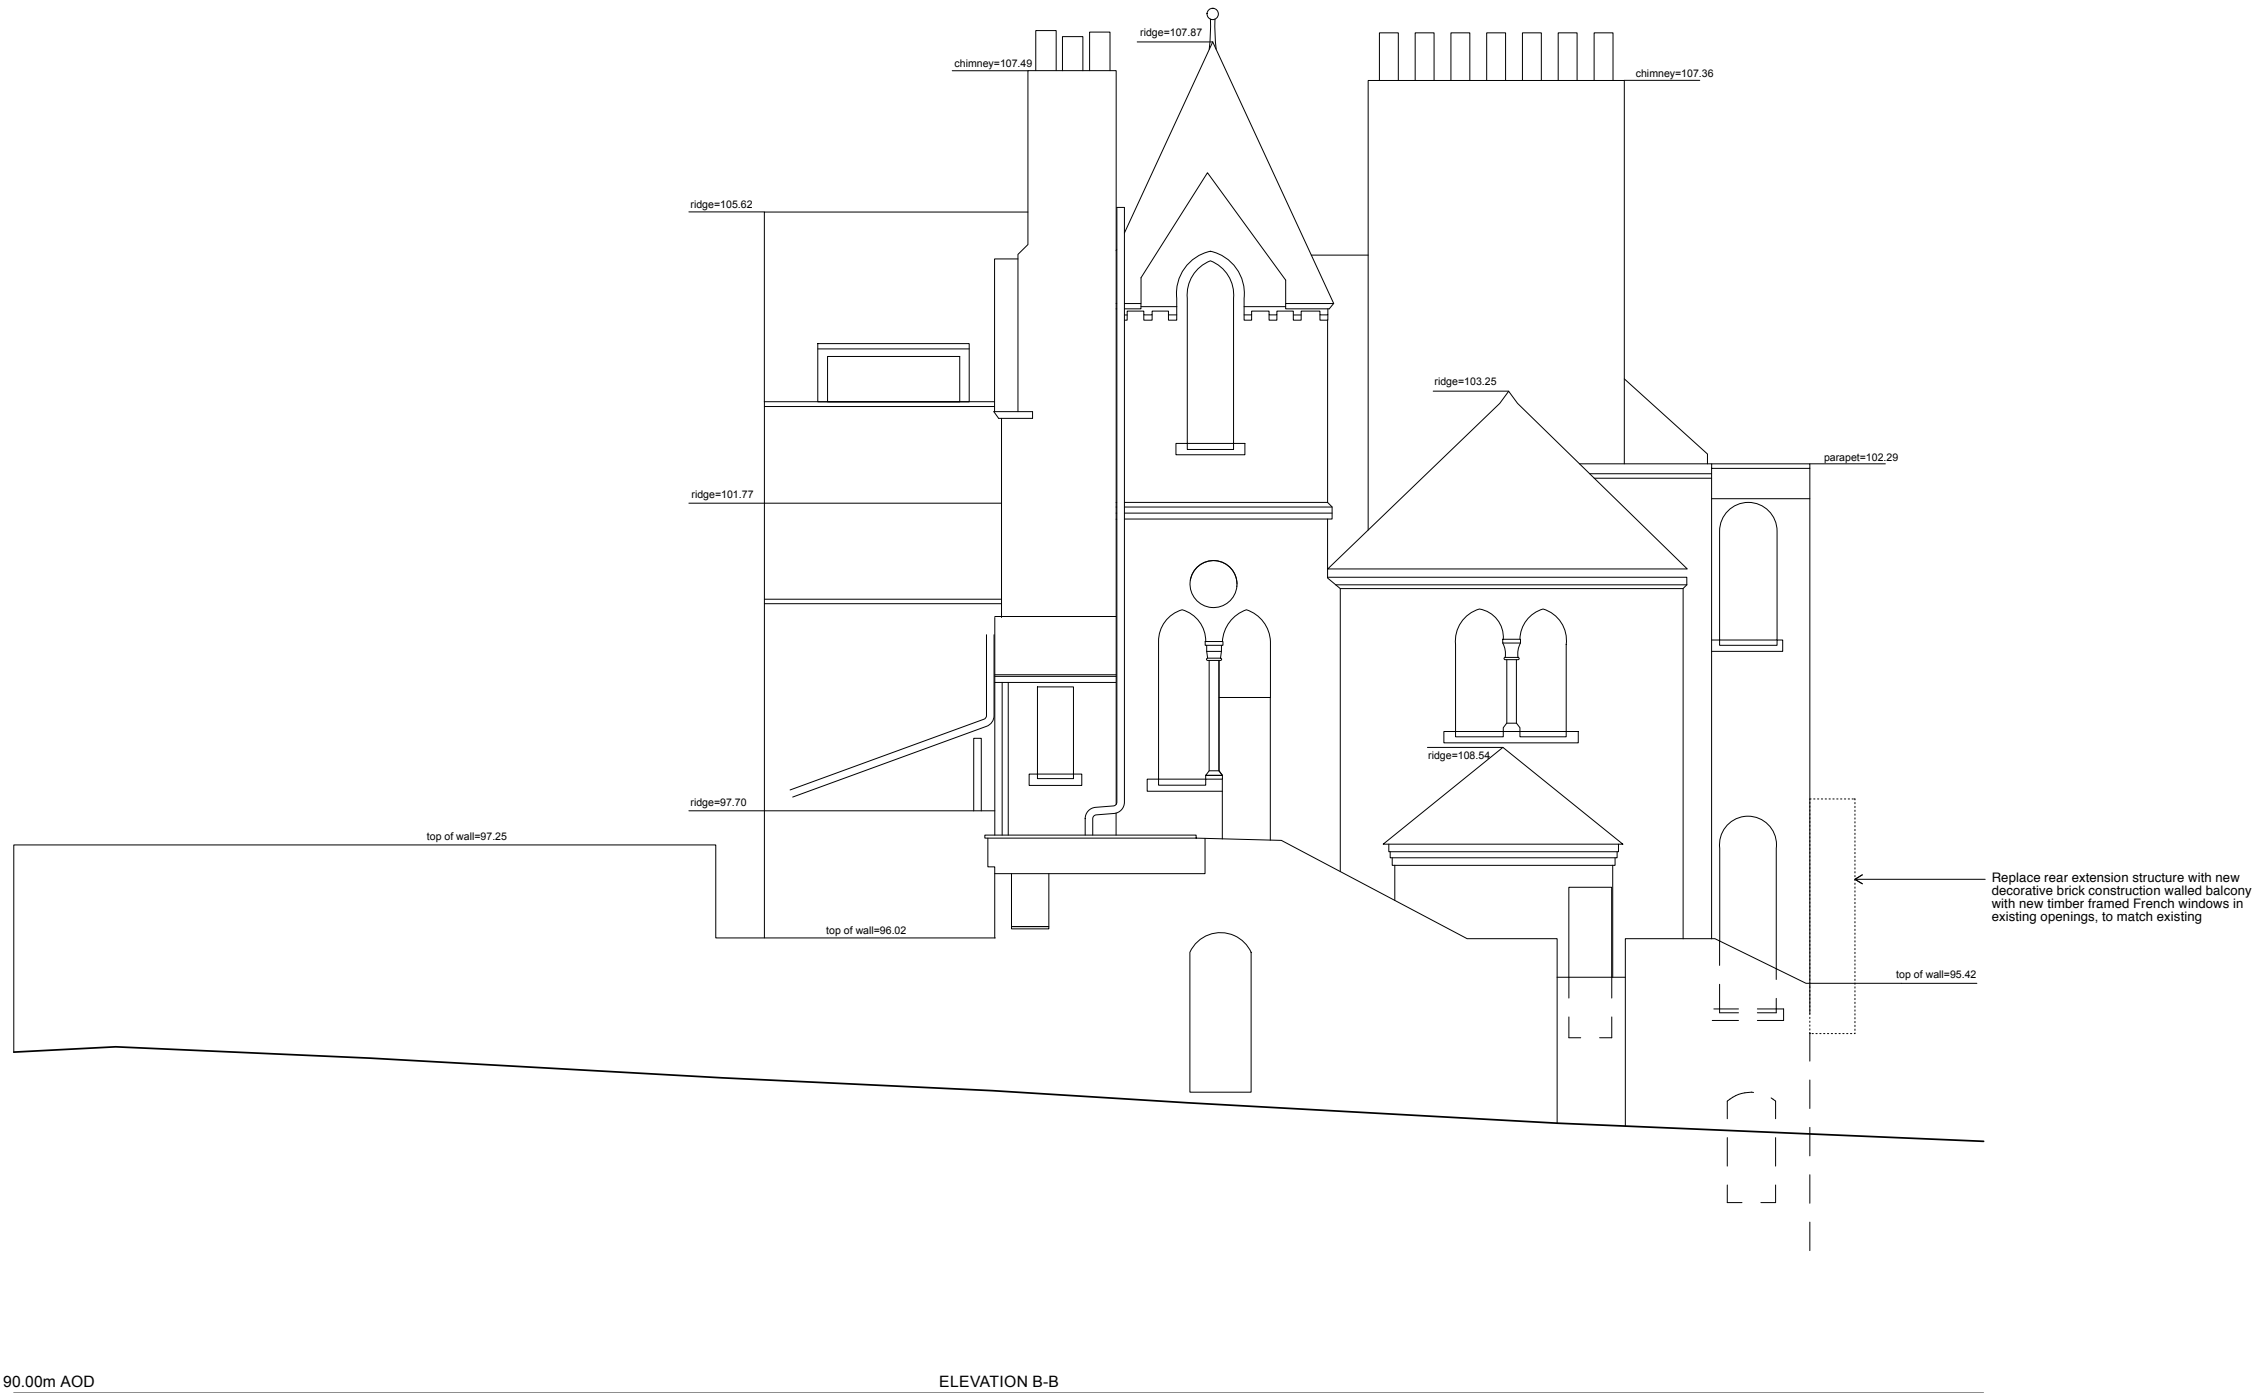 ridge=107.87
chimney=107.49
chimney=107.36
ridge=105.62
ridge=103.25
parapet=102.29
ridge=101.77
ridge=108.54
ridge=97.70
top of wall=97.25
Replace rear extension structure with new
decorative brick construction walled balcony
with new timber framed French windows in
existing openings, to match existing
top of wall=96.02
top of wall=95.42
90.00m AOD
ELEVATION B-B